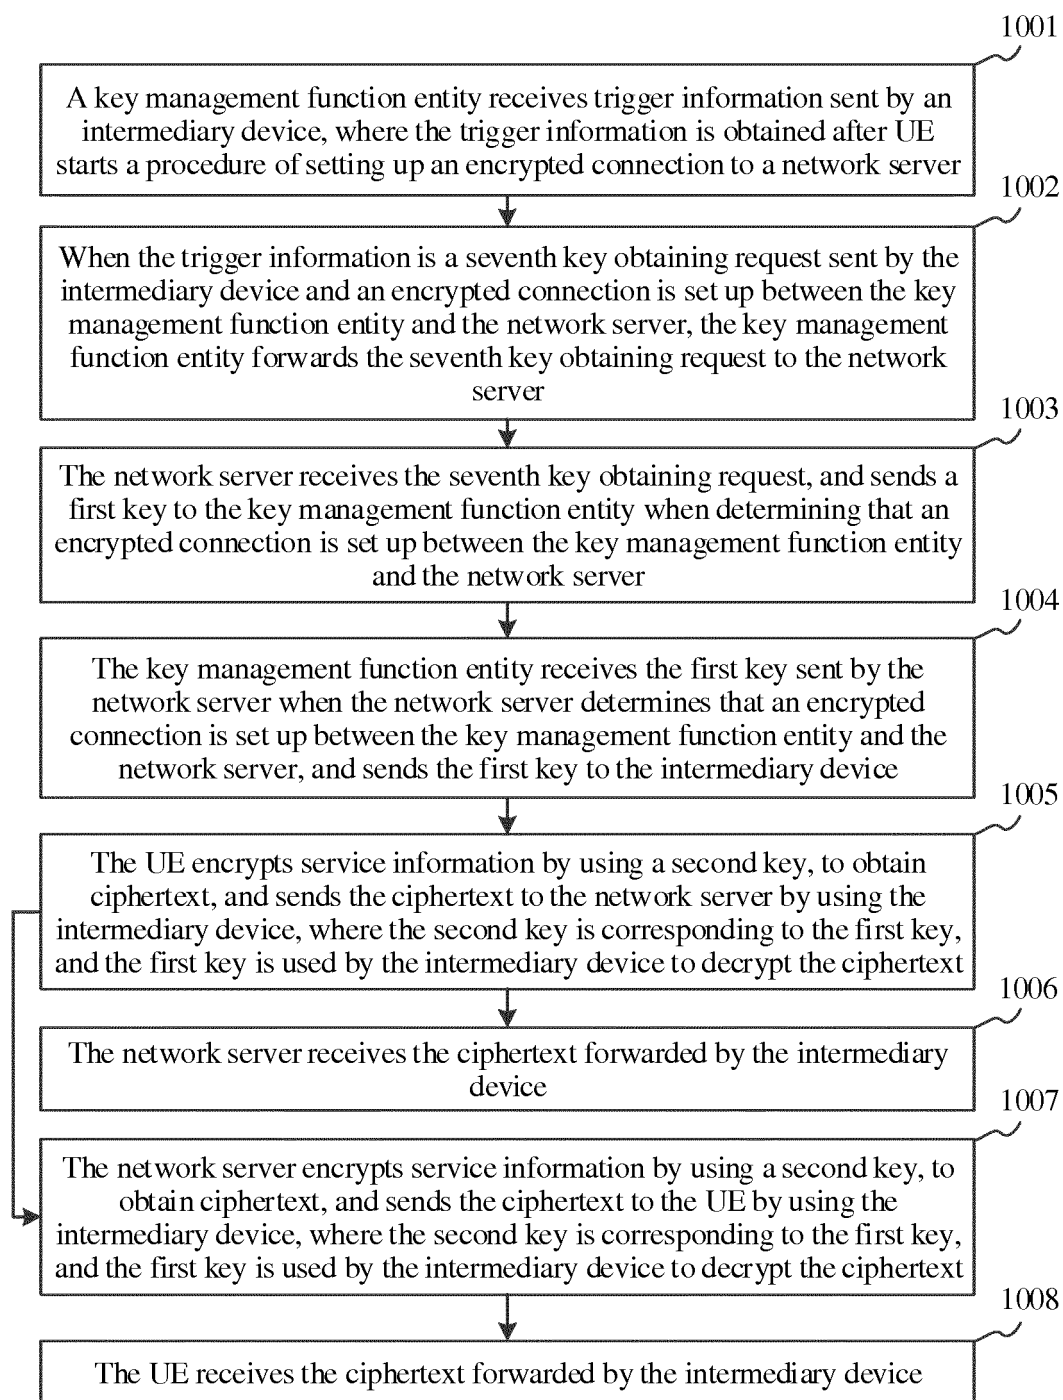 1001
A key management function entity receives trigger information sent by an
intermediary device, where the trigger information is obtained after UE
starts a procedure of setting up an encrypted connection to a network server
1002
When the trigger information is a seventh key obtaining request sent by the
intermediary device and an encrypted connection is set up between the key
management function entity and the network server, the key management
function entity forwards the seventh key obtaining request to the network
server
1003
The network server receives the seventh key obtaining request, and sends a
first key to the key management function entity when determining that an
encrypted connection is set up between the key management function entity
and the network server
1004
The key management function entity receives the first key sent by the
network server when the network server determines that an encrypted
connection is set up between the key management function entity and the
network server, and sends the first key to the intermediary device
1005
The UE encrypts service information by using a second key, to obtain
ciphertext, and sends the ciphertext to the network server by using the
intermediary device, where the second key is corresponding to the first key,
and the first key is used by the intermediary device to decrypt the ciphertext
1006
The network server receives the ciphertext forwarded by the intermediary
device
1007
The network server encrypts service information by using a second key, to
obtain ciphertext, and sends the ciphertext to the UE by using the
intermediary device, where the second key is corresponding to the first key,
and the first key is used by the intermediary device to decrypt the ciphertext
1008
The UE receives the ciphertext forwarded by the intermediary device